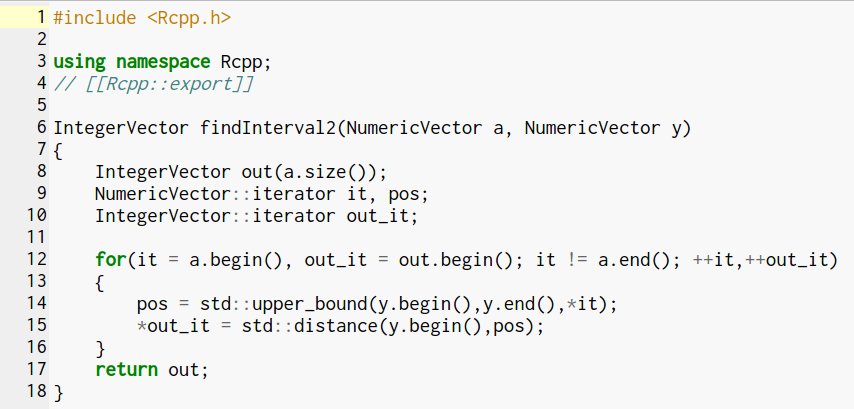 1 #include <Rcpp.h>
2
3 using namespace Rcpp;
4 // [[Rcpp::export]]
5
6 IntegerVector findInterval2(NumericVector a, NumericVector y)
7 {
8     IntegerVector out(a.size());
9     NumericVector::iterator it, pos;
10     IntegerVector::iterator out_it;
11
12     for(it = a.begin(), out_it = out.begin(); it != a.end(); ++it,++out_it)
13     {
14         pos = std::upper_bound(y.begin(),y.end(),*it);
15         *out_it = std::distance(y.begin(),pos);
16     }
17     return out;
18 }